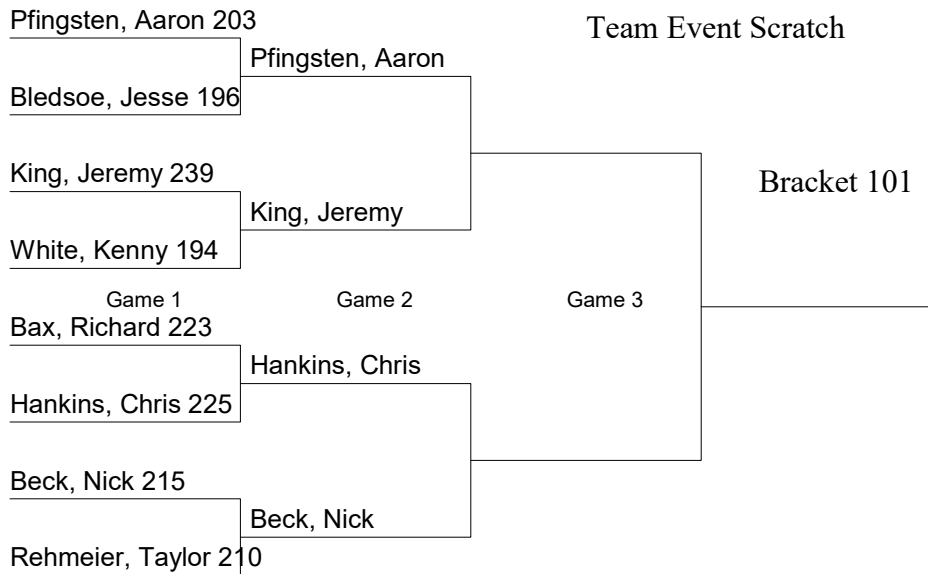 Pfingsten, Aaron 203
Team Event Scratch
Pfingsten, Aaron
Bledsoe, Jesse 196
King, Jeremy 239
Bracket 101
King, Jeremy
White, Kenny 194
Game 1
Game 2
Game 3
Bax, Richard 223
Hankins, Chris
Hankins, Chris 225
Beck, Nick 215
Beck, Nick
Rehmeier, Taylor 210